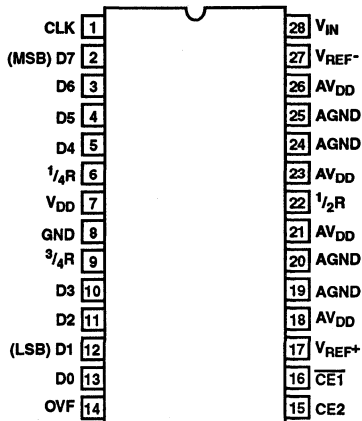 CLK 1 28 VIN
(MSB) D7 2 27 VREF-
D6 3 26 AVDD
D5 4 25 AGND
D4 5 24 AGND
1/4R 6 23 AVDD
VDD 7 22 1/2R
GND 8 21 AVDD
3/4R 9 20 AGND
D3 10 19 AGND
D2 11 18 AVDD
(LSB) D1 12 17 VREF+
D0 13 16 CE1
OVF 14 15 CE2